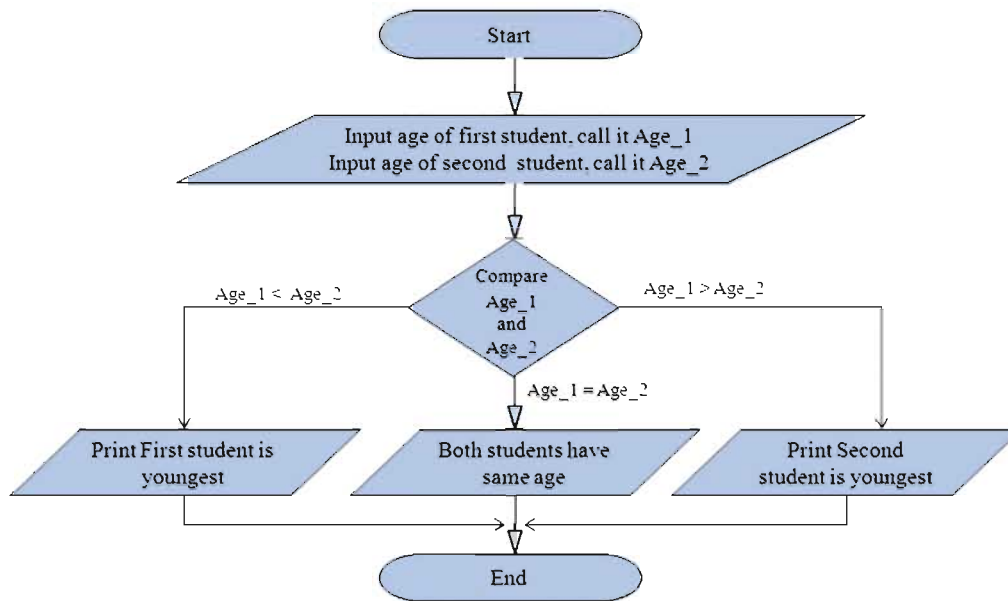 Start
Input age of first student, call it Age_1
Input age of second student, call it Age_2
Compare
Age_1
and
Age_2
Age_1 < Age_2
Age_1 > Age_2
Age_1 = Age_2
Print First student is
youngest
Both students have
same age
Print Second
student is youngest
End